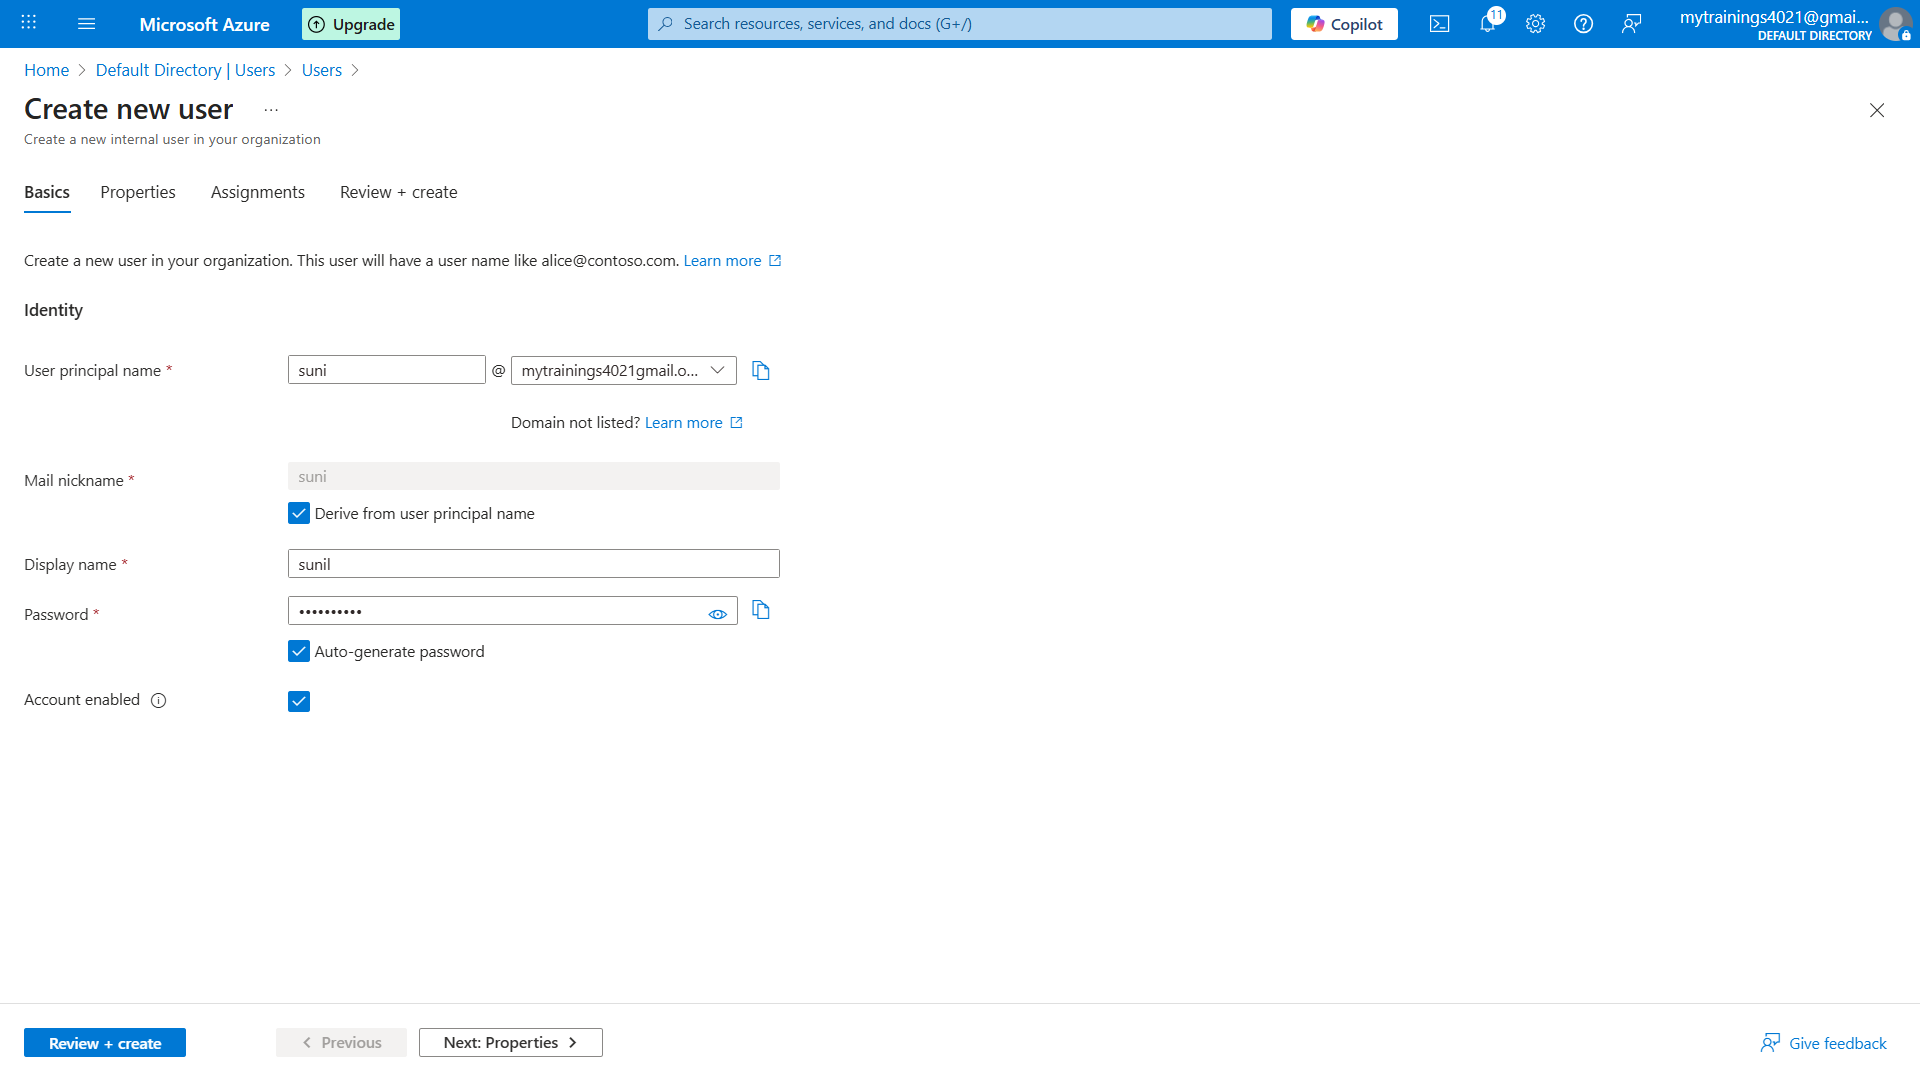 Microsoft Azure
Upgrade
Search resources, services, and docs (G+/)
Copilot
11
mytrainings4021@gmai...
DEFAULT DIRECTORY
Home
Default Directory | Users
Users
Create new user
...
Create a new internal user in your organization
Basics
Properties
Assignments
Review + create
Create a new user in your organization. This user will have a user name like alice@contoso.com. Learn more
Identity
User principal name *
suni
@
mytrainings4021gmail.o...
Domain not listed? Learn more
Mail nickname *
suni
Derive from user principal name
Display name *
sunil
Password *
••••••••••
Auto-generate password
Account enabled
Review + create
Previous
Next: Properties
Give feedback